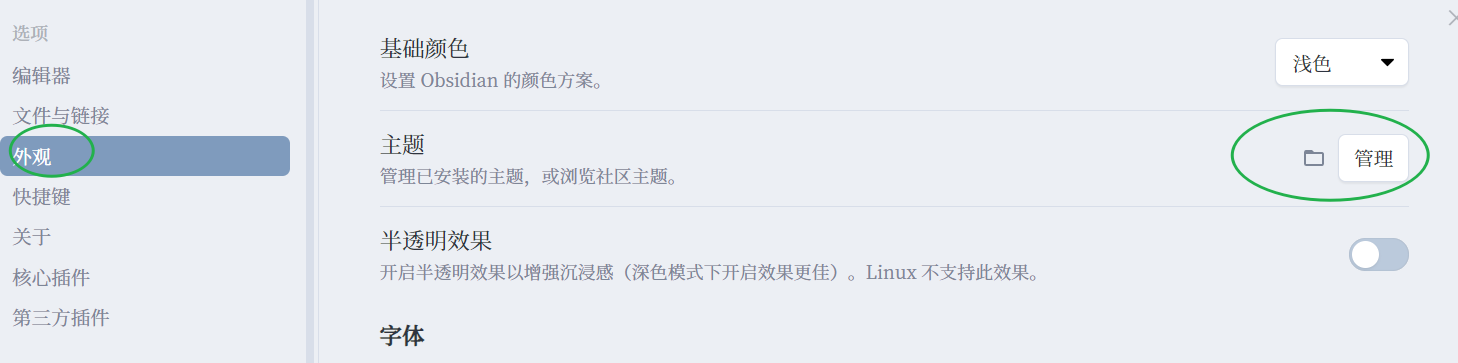 选项
编辑器
文件与链接
外观
快捷键
关于
核心插件
第三方插件
基础颜色
设置 Obsidian 的颜色方案。
浅色
主题
管理已安装的主题，或浏览社区主题。
管理
半透明效果
开启半透明效果以增强沉浸感（深色模式下开启效果更佳）。Linux 不支持此效果。
字体